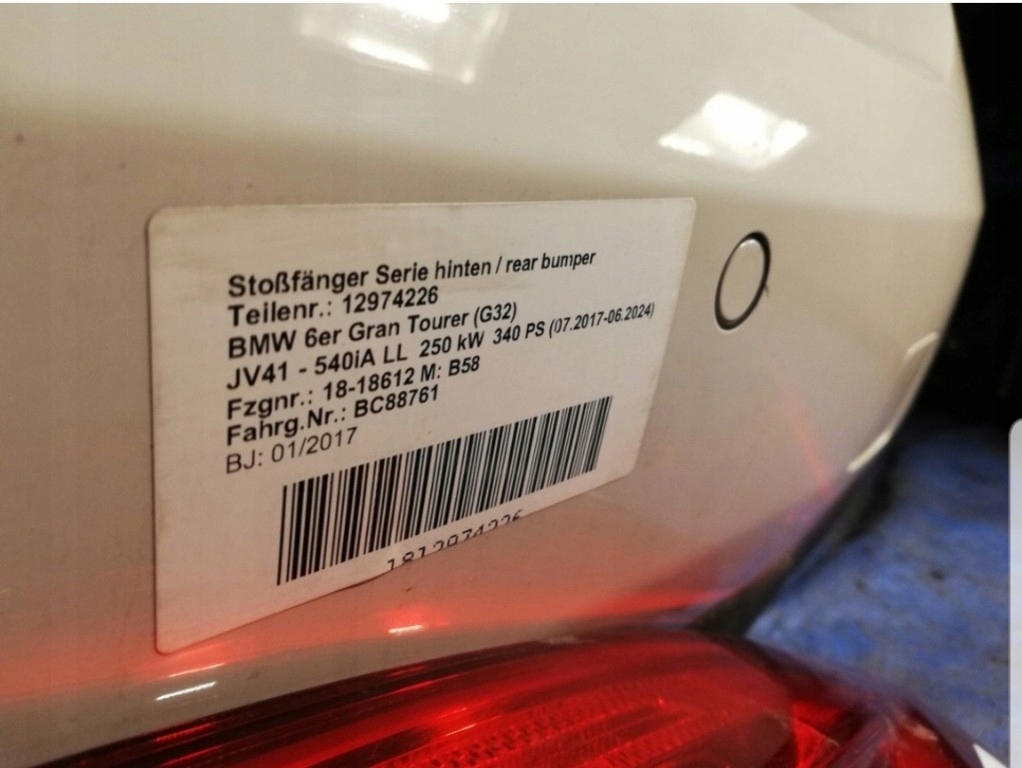 Stoßfänger Serie hinten / rear bumper
Teilenr.: 12974226
BMW 6er Gran Tourer (G32)
JV41 - 540iA LL 250 kW 340 PS (07.2017-06.2024)
Fzgnr.: 18-18612 M: B58
Fahrg.Nr.: BC88761
BJ: 01/2017
1812974226